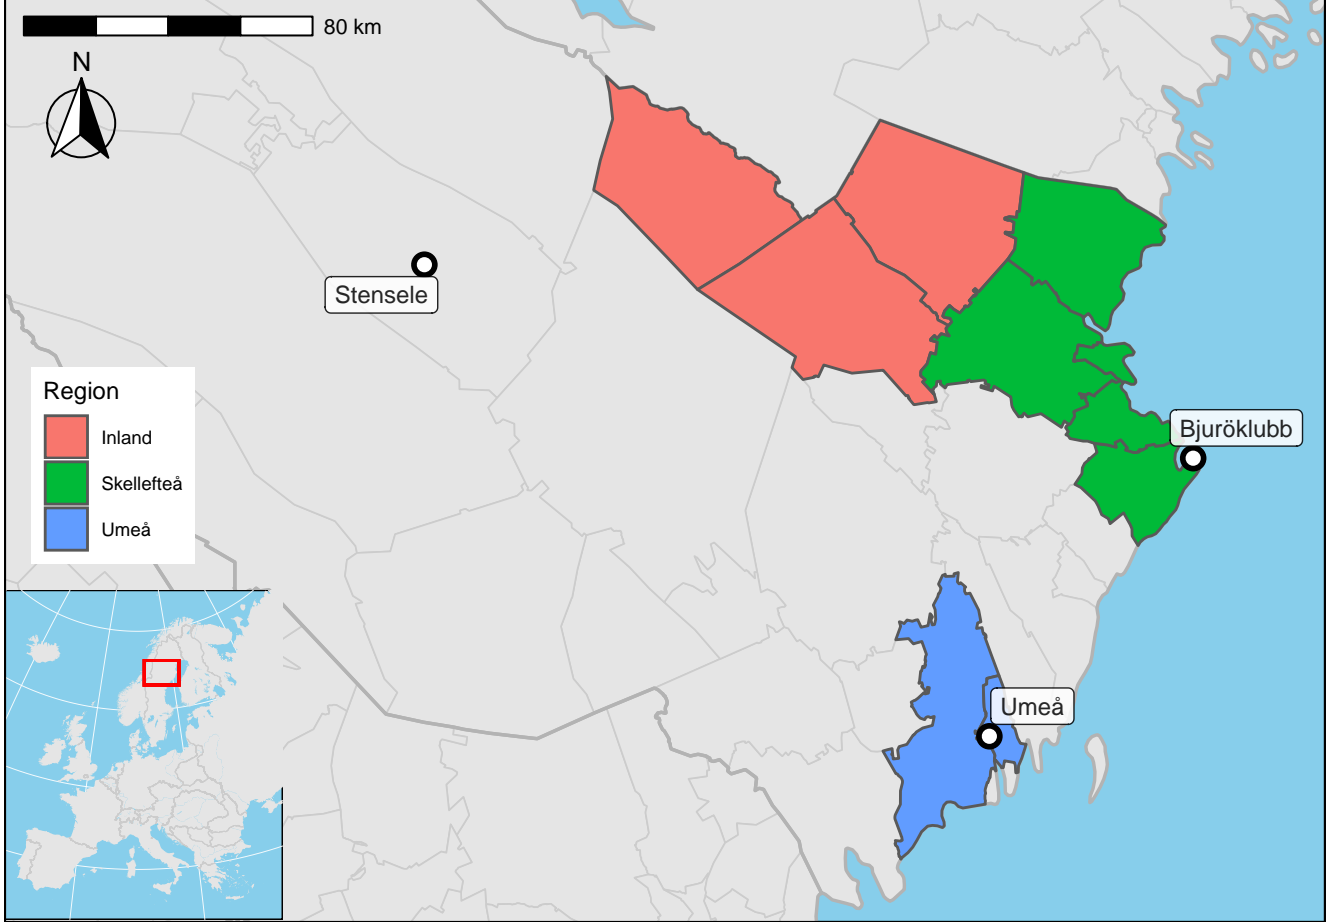 80 km
N
Stensele
Region
Inland
Skellefteå
Umeå
Bjuröklubb
Umeå